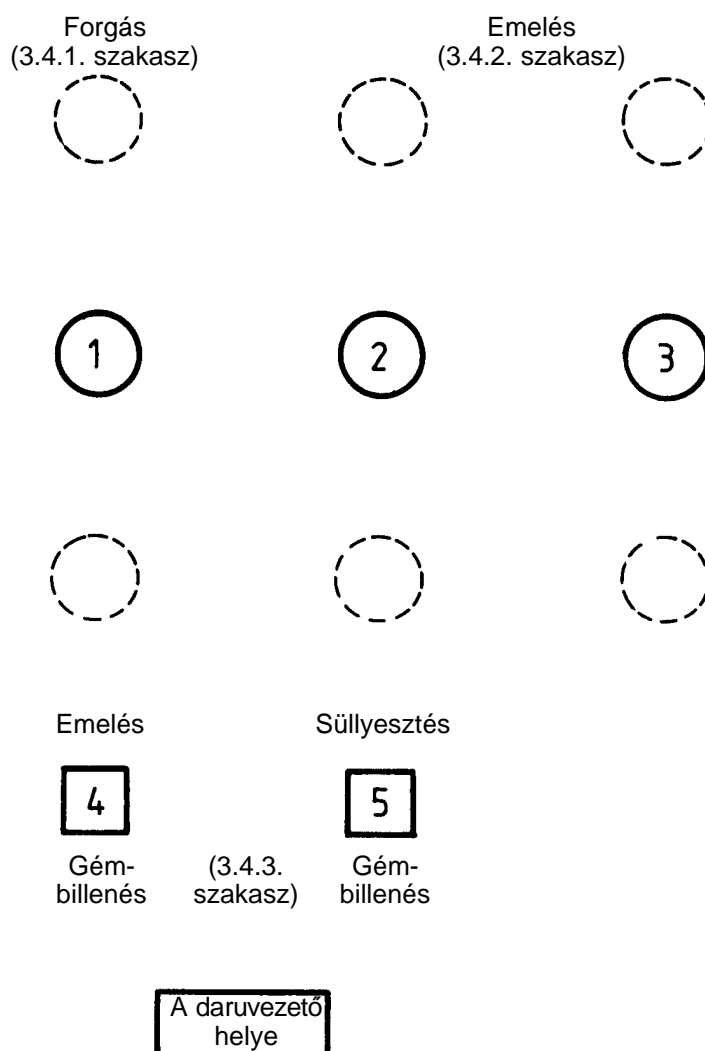 Forgás
(3.4.1. szakasz)
Emelés
(3.4.2. szakasz)
1
2
3
Emelés
Süllyesztés
4
5
Gém-
billenés
(3.4.3.
szakasz)
Gém-
billenés
A daruvezető
helye